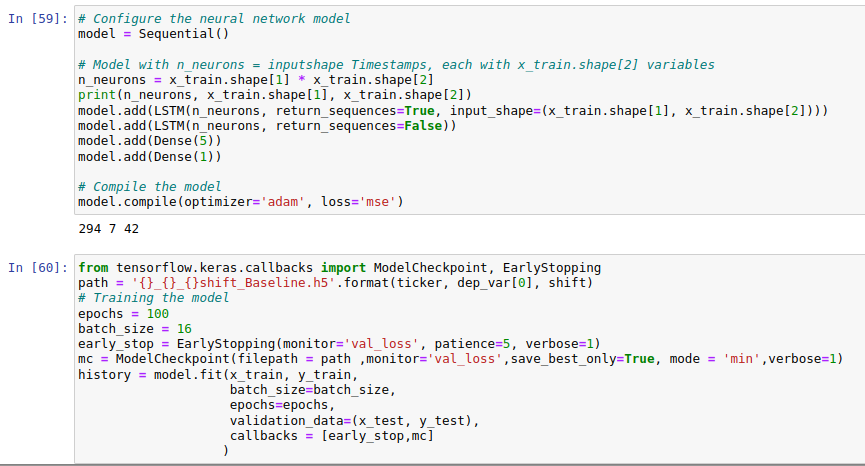 In [59]: # Configure the neural network model
model = Sequential()
# Model with n_neurons = inputshape Timestamps, each with x_train.shape[2] variables
n_neurons = x_train.shape[1] * x_train.shape[2]
print(n_neurons, x_train.shape[1], x_train.shape[2])
model.add(LSTM(n_neurons, return_sequences=True, input_shape=(x_train.shape[1], x_train.shape[2])))
model.add(LSTM(n_neurons, return_sequences=False))
model.add(Dense(5))
model.add(Dense(1))
# Compile the model
model.compile(optimizer='adam', loss='mse')
294 7 42
In [60]: from tensorflow.keras.callbacks import ModelCheckpoint, EarlyStopping
path = '{}_{}_{}shift_Baseline.h5'.format(ticker, dep_var[0], shift)
# Training the model
epochs = 100
batch_size = 16
early_stop = EarlyStopping(monitor='val_loss', patience=5, verbose=1)
mc = ModelCheckpoint(filepath = path ,monitor='val_loss',save_best_only=True, mode = 'min',verbose=1)
history = model.fit(x_train, y_train,
batch_size=batch_size,
epochs=epochs,
validation_data=(x_test, y_test),
callbacks = [early_stop,mc]
)